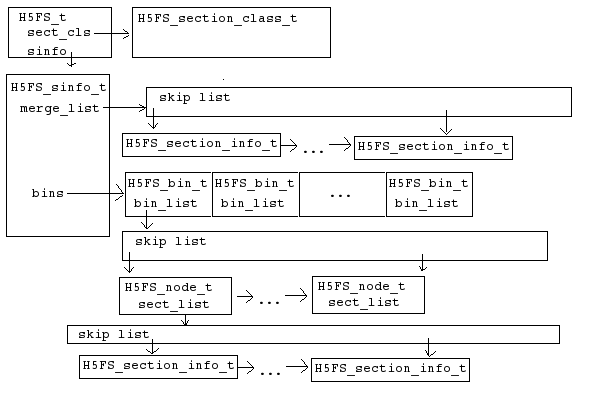 H5FS_t
sect_cls
sinfo
H5FS_section_class_t
H5FS_sinfo_t
merge_list
skip list
H5FS_section_info_t
...
H5FS_section_info_t
bins
H5FS_bin_t
bin_list
H5FS_bin_t
bin_list
...
H5FS_bin_t
bin_list
skip list
H5FS_node_t
sect_list
...
H5FS_node_t
sect_list
skip list
H5FS_section_info_t
...
H5FS_section_info_t